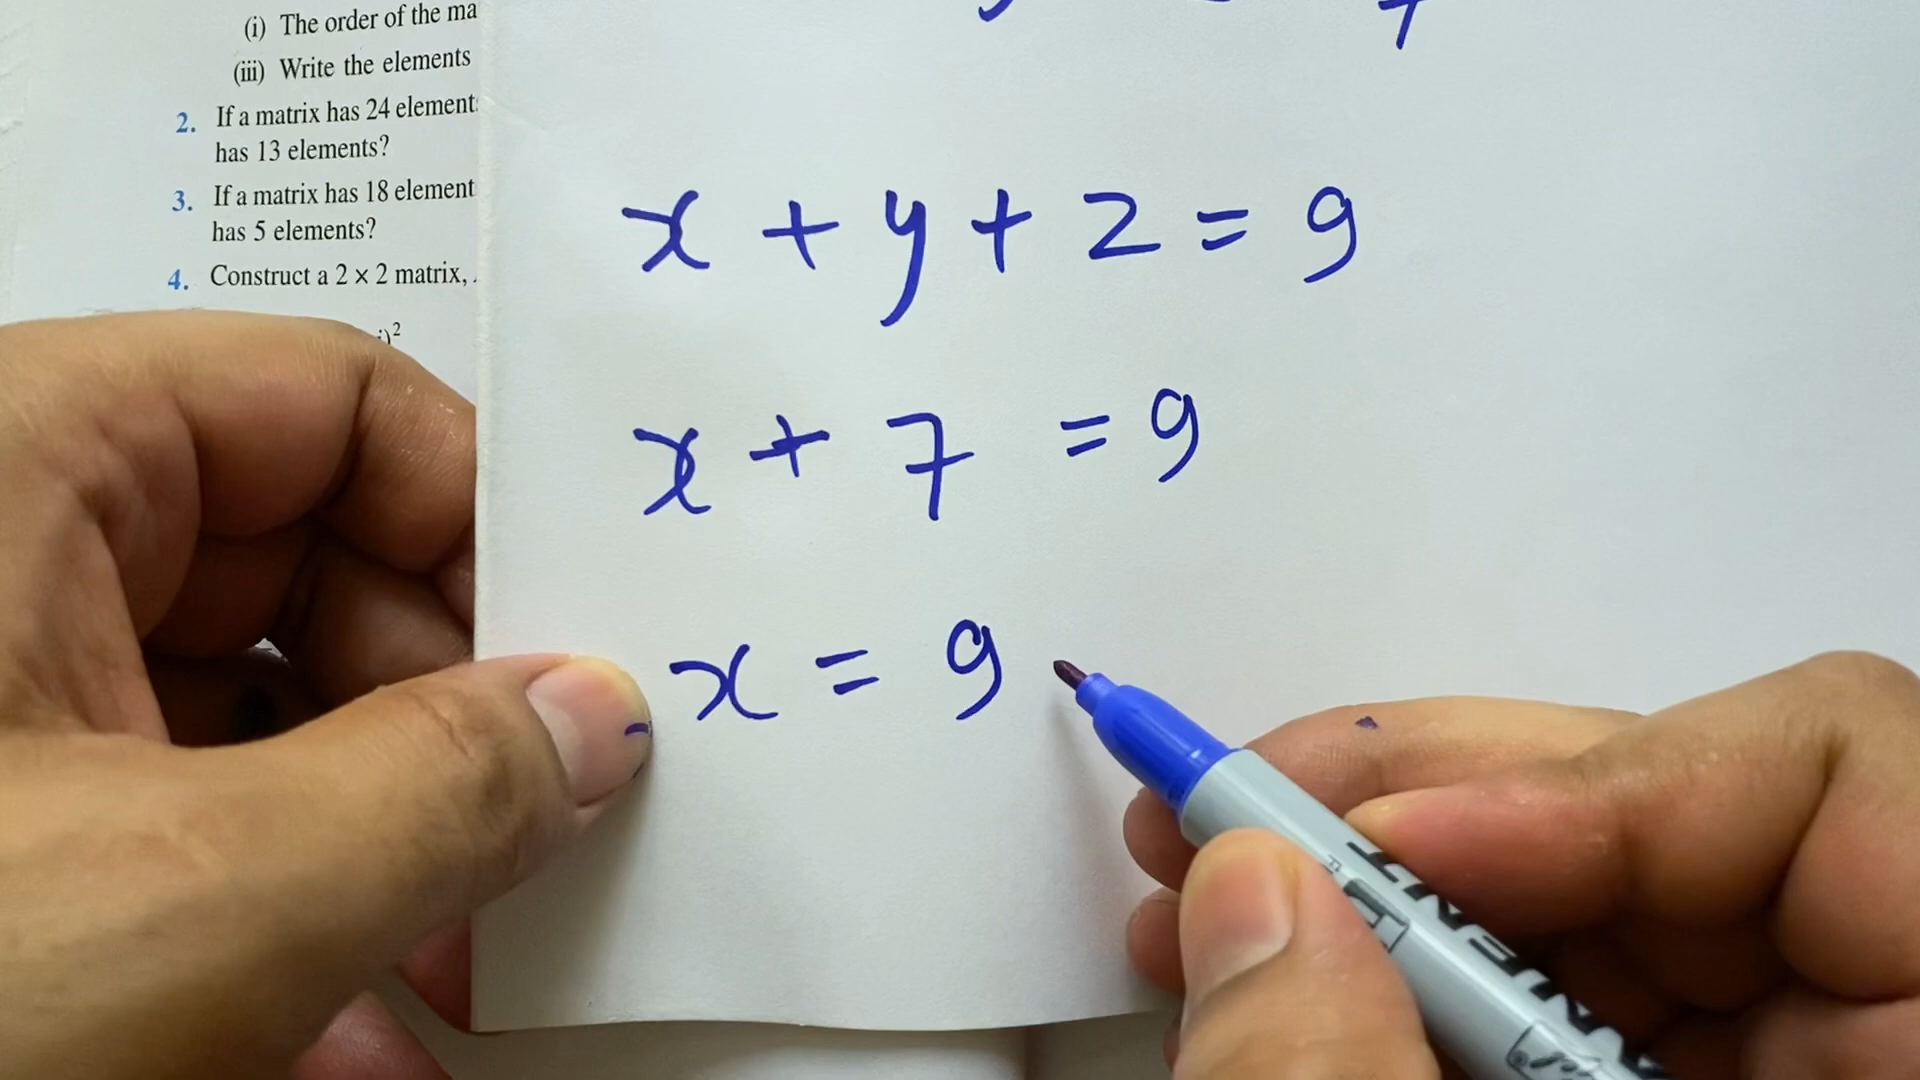 (i) The order of the ma
(iii) Write the elements
2. If a matrix has 24 element
has 13 elements?
3. If a matrix has 18 element
has 5 elements?
4. Construct a 2 × 2 matrix,
)²
x + y + z = 9
x + 7 = 9
x = 9